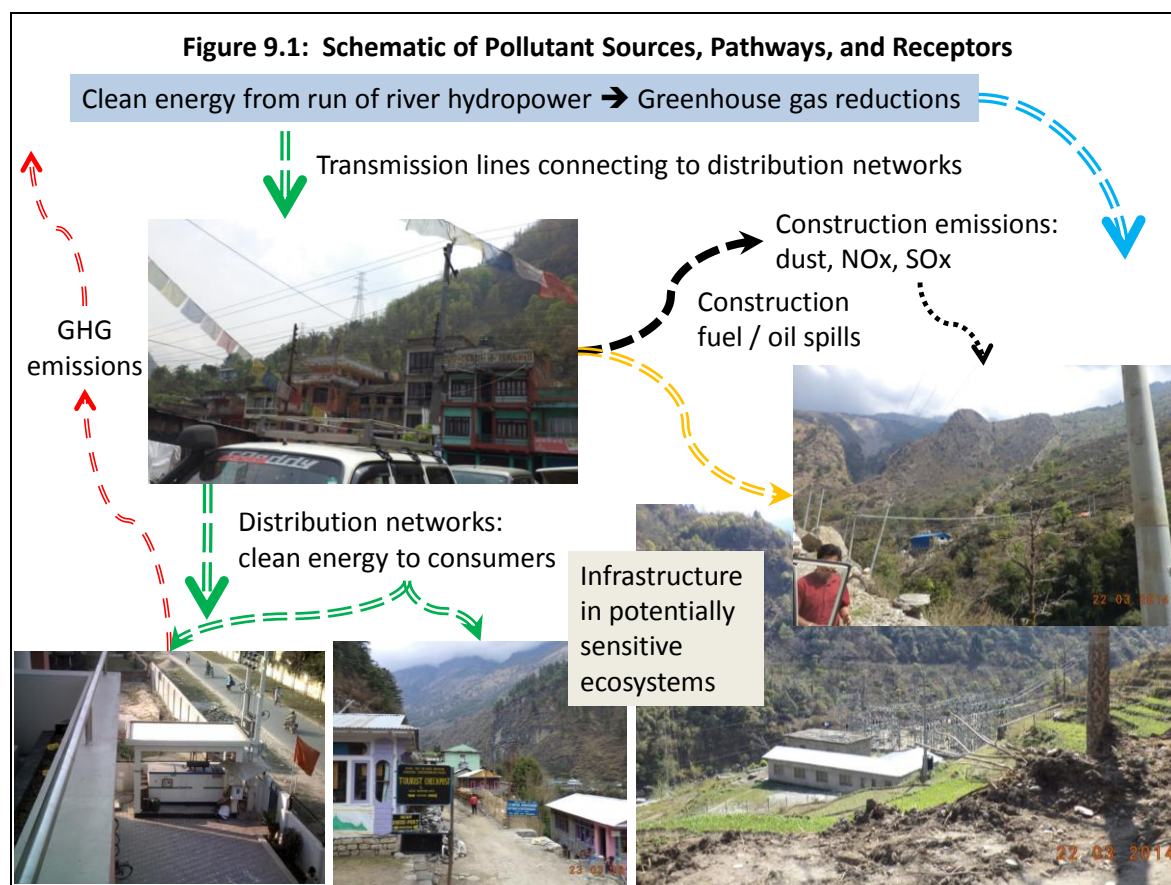 Figure 9.1: Schematic of Pollutant Sources, Pathways, and Receptors
Clean energy from run of river hydropower ➔ Greenhouse gas reductions
Transmission lines connecting to distribution networks
Construction emissions:
dust, NOx, SOx
Construction
fuel / oil spills
GHG
emissions
Distribution networks:
clean energy to consumers
Infrastructure
in potentially
sensitive
ecosystems
22 03 2014
TOURIST CHECKPOST
22 03 2014